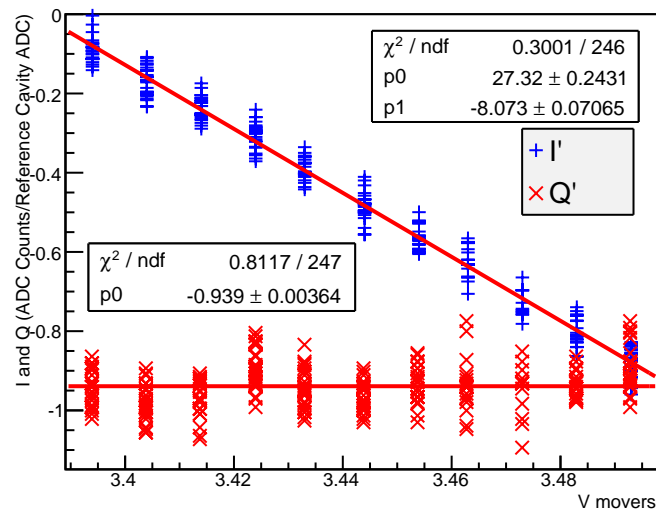 I and Q (ADC Counts/Reference Cavity ADC)
0
-0.2
-0.4
-0.6
-0.8
-1
χ² / ndf 0.3001 / 246
p0 27.32 ± 0.2431
p1 -8.073 ± 0.07065
I'
Q'
χ² / ndf 0.8117 / 247
p0 -0.939 ± 0.00364
3.4 3.42 3.44 3.46 3.48
V movers